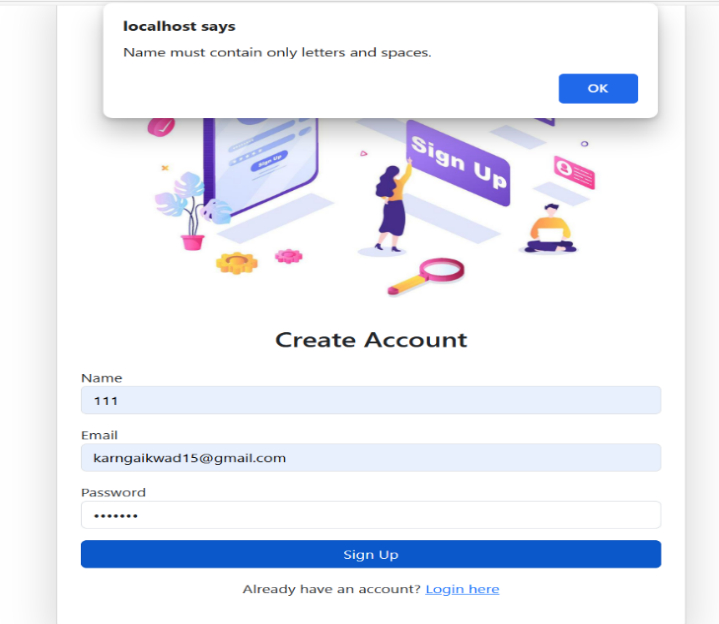 localhost says
Name must contain only letters and spaces.
OK
Sign Up
Sign Up
Create Account
Name
111
Email
karngaikwad15@gmail.com
Password
•••••••
Sign Up
Already have an account? Login here